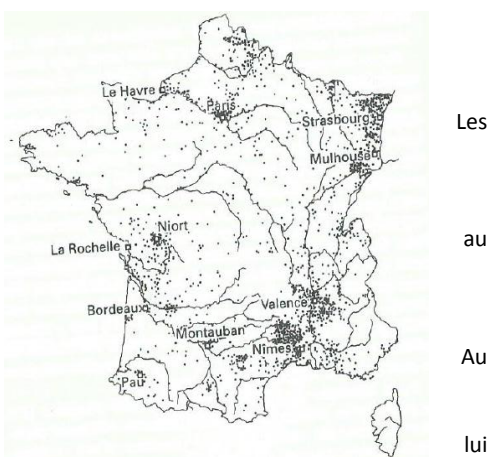 Le Havre
Paris
Strasbourg
Les
Mulhouse
au
Niort
La Rochelle
Bordeaux
Valence
Montauban
Nîmes
Au
Pau
lui